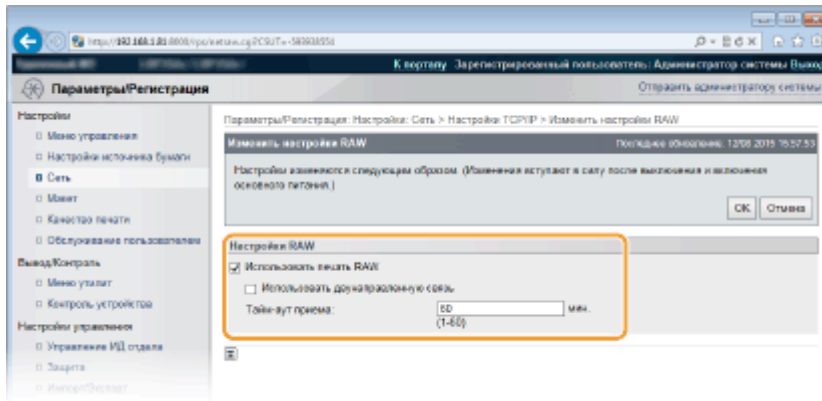 К порталу Зарегистрированный пользователь: Администратор системы Выход
Параметры/Регистрация
Отправить администратору системы
Настройки
Меню управления
Настройки источника бумаги
Сеть
Макет
Качество печати
Обслуживание пользователем
Вывод/Контроль
Меню утилит
Контроль устройства
Настройки управления
Управление ИД отдела
Защита
Импорт/Экспорт
Параметры/Регистрация: Настройки: Сеть > Настройки TCP/IP > Изменить настройки RAW
Изменить настройки RAW
Последнее обновление: 12/08 2015 15:57:53
Настройки изменяются следующим образом. (Изменения вступают в силу после выключения и включения
основного питания.)
OK Отмена
Настройки RAW
Использовать печать RAW
Использовать двунаправленную связь
Тайм-аут приема: 60 мин.
(1-60)